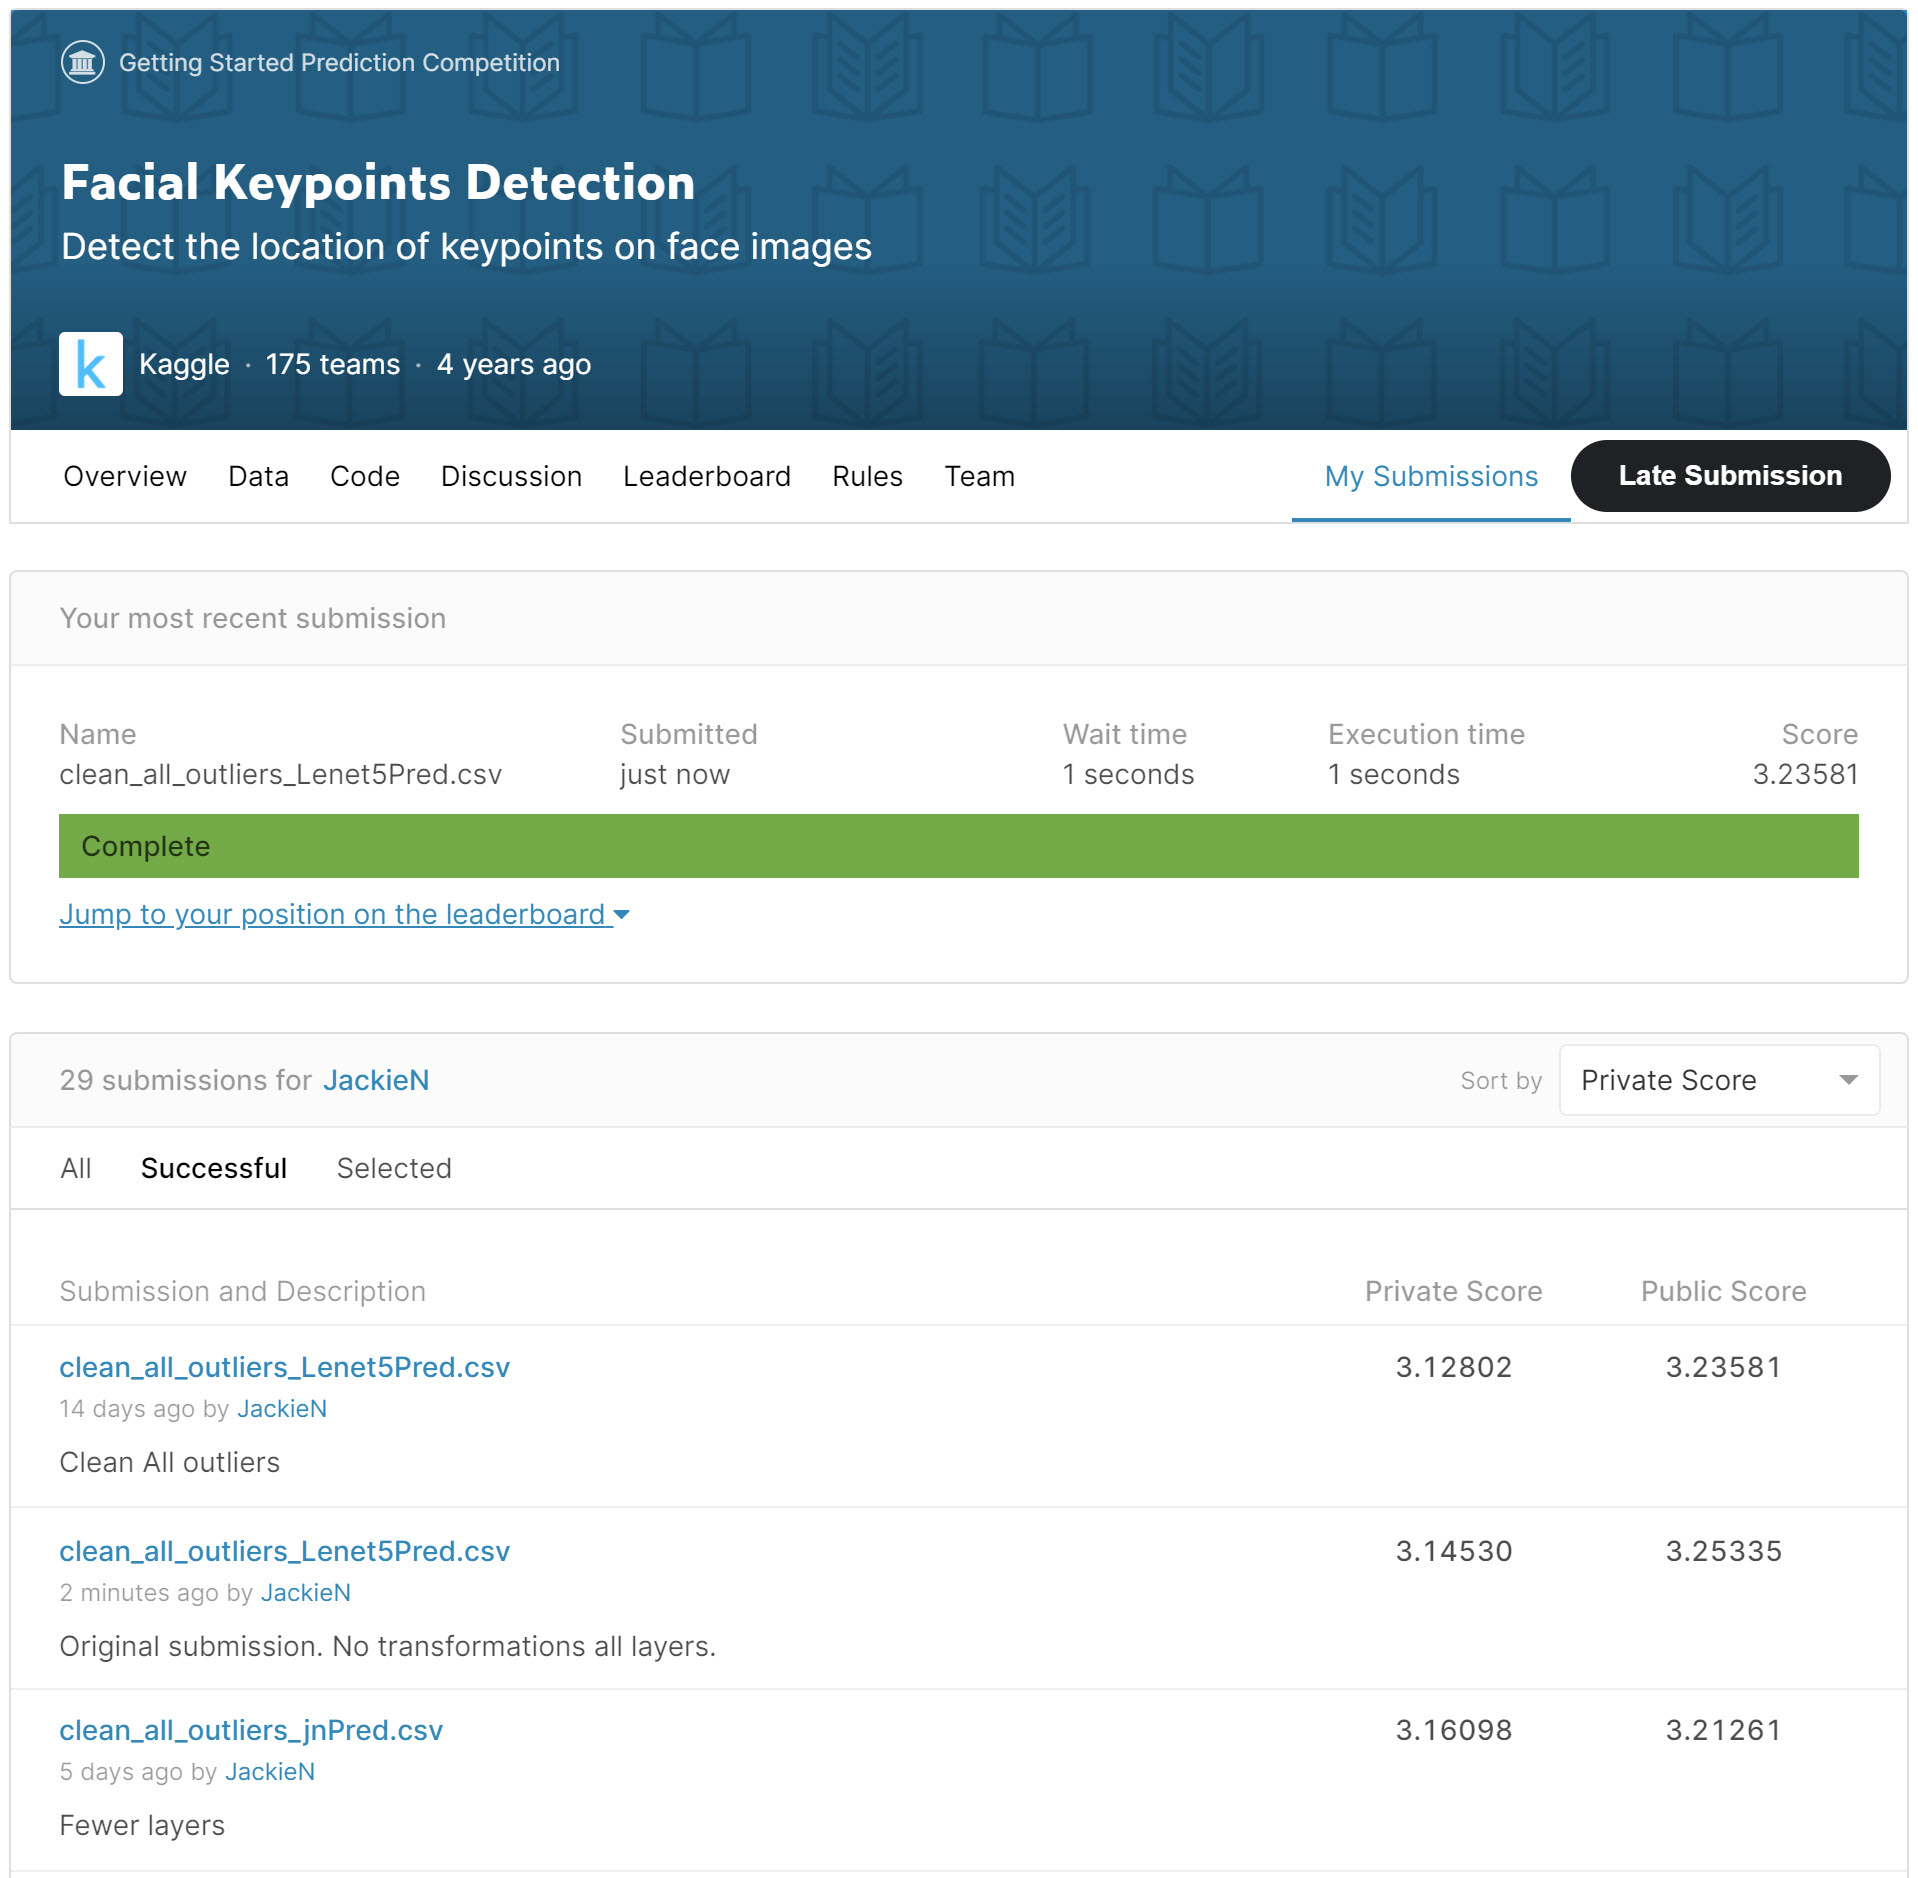 Getting Started Prediction Competition
Facial Keypoints Detection
Detect the location of keypoints on face images
k
Kaggle · 175 teams · 4 years ago
Overview Data Code Discussion Leaderboard Rules Team My Submissions Late Submission
Your most recent submission
Name Submitted Wait time Execution time Score
clean_all_outliers_Lenet5Pred.csv just now 1 seconds 1 seconds 3.23581
Complete
Jump to your position on the leaderboard
29 submissions for JackieN Sort by Private Score
All Successful Selected
Submission and Description Private Score Public Score
clean_all_outliers_Lenet5Pred.csv 3.12802 3.23581
14 days ago by JackieN
Clean All outliers
clean_all_outliers_Lenet5Pred.csv 3.14530 3.25335
2 minutes ago by JackieN
Original submission. No transformations all layers.
clean_all_outliers_jnPred.csv 3.16098 3.21261
5 days ago by JackieN
Fewer layers